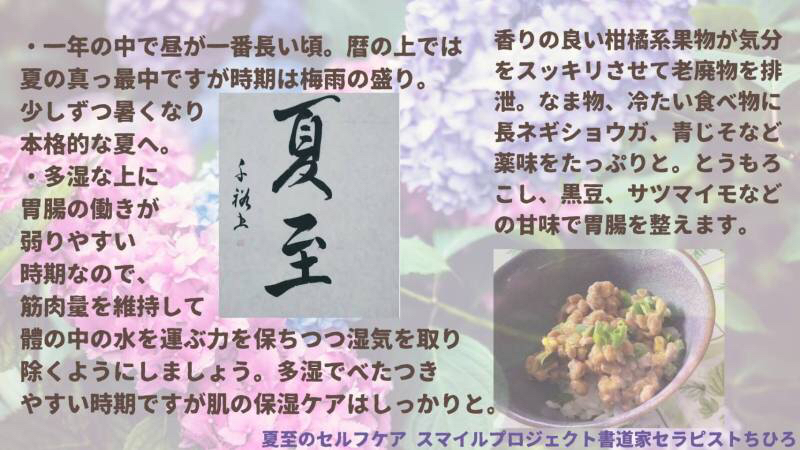 ・一年の中で昼が一番長い頃。暦の上では
夏の真っ最中ですが時期は梅雨の盛り。
少しずつ暑くなり
本格的な夏へ。
・多湿な上に
胃腸の働きが
弱りやすい
時期なので、
筋肉量を維持して
體の中の水を運ぶ力を保ちつつ湿気を取り
除くようにしましょう。多湿でべたつき
やすい時期ですが肌の保湿ケアはしっかりと。
夏至
香りの良い柑橘系果物が気分
をスッキリさせて老廃物を排
泄。なま物、冷たい食べ物に
長ネギショウガ、青じそなど
薬味をたっぷりと。とうもろ
こし、黒豆、サツマイモなど
の甘味で胃腸を整えます。
夏至のセルフケア スマイルプロジェクト書道家セラピストちひろ